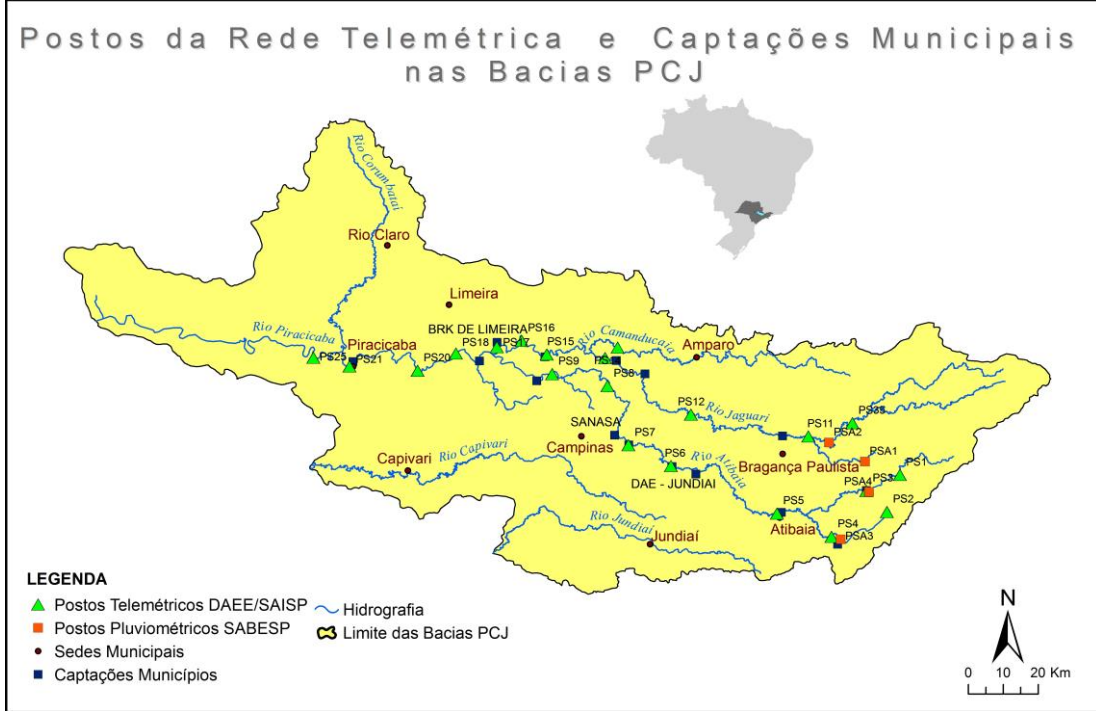 Postos da Rede Telemétrica e Captações Municipais
nas Bacias PCJ
Rio Corumbataí
Rio Claro
Limeira
BRK DE LIMEIRA
PS16
PS18
PS17
PS15
Rio Camanducaia
Amparo
Rio Piracicaba
Piracicaba
PS25
PS21
PS20
PS9
PS8
PS12
Rio Jaguari
PS11
PS38
PSA2
PSA1
SANASA
PS7
Campinas
Rio Capivari
Capivari
PS6
Rio Atibaia
DAE - JUNDIAI
Bragança Paulista
PSA4
PS3
PS1
PS5
PS2
Atibaia
PS4
PSA3
Rio Jundiaí
Jundiaí
LEGENDA
Postos Telemétricos DAEE/SAISP
Hidrografia
Postos Pluviométricos SABESP
Limite das Bacias PCJ
Sedes Municipais
Captações Municípios
N
0 10 20 Km